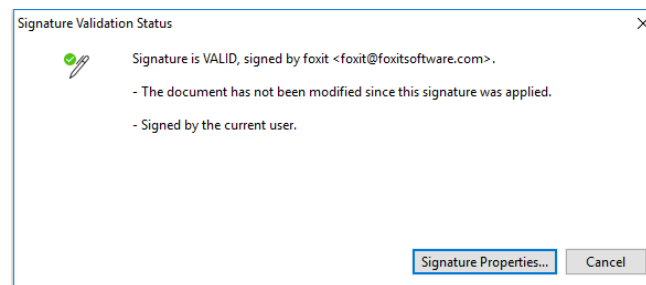 Signature Validation Status
Signature is VALID, signed by foxit <foxit@foxitsoftware.com>.
- The document has not been modified since this signature was applied.
- Signed by the current user.
Signature Properties... Cancel